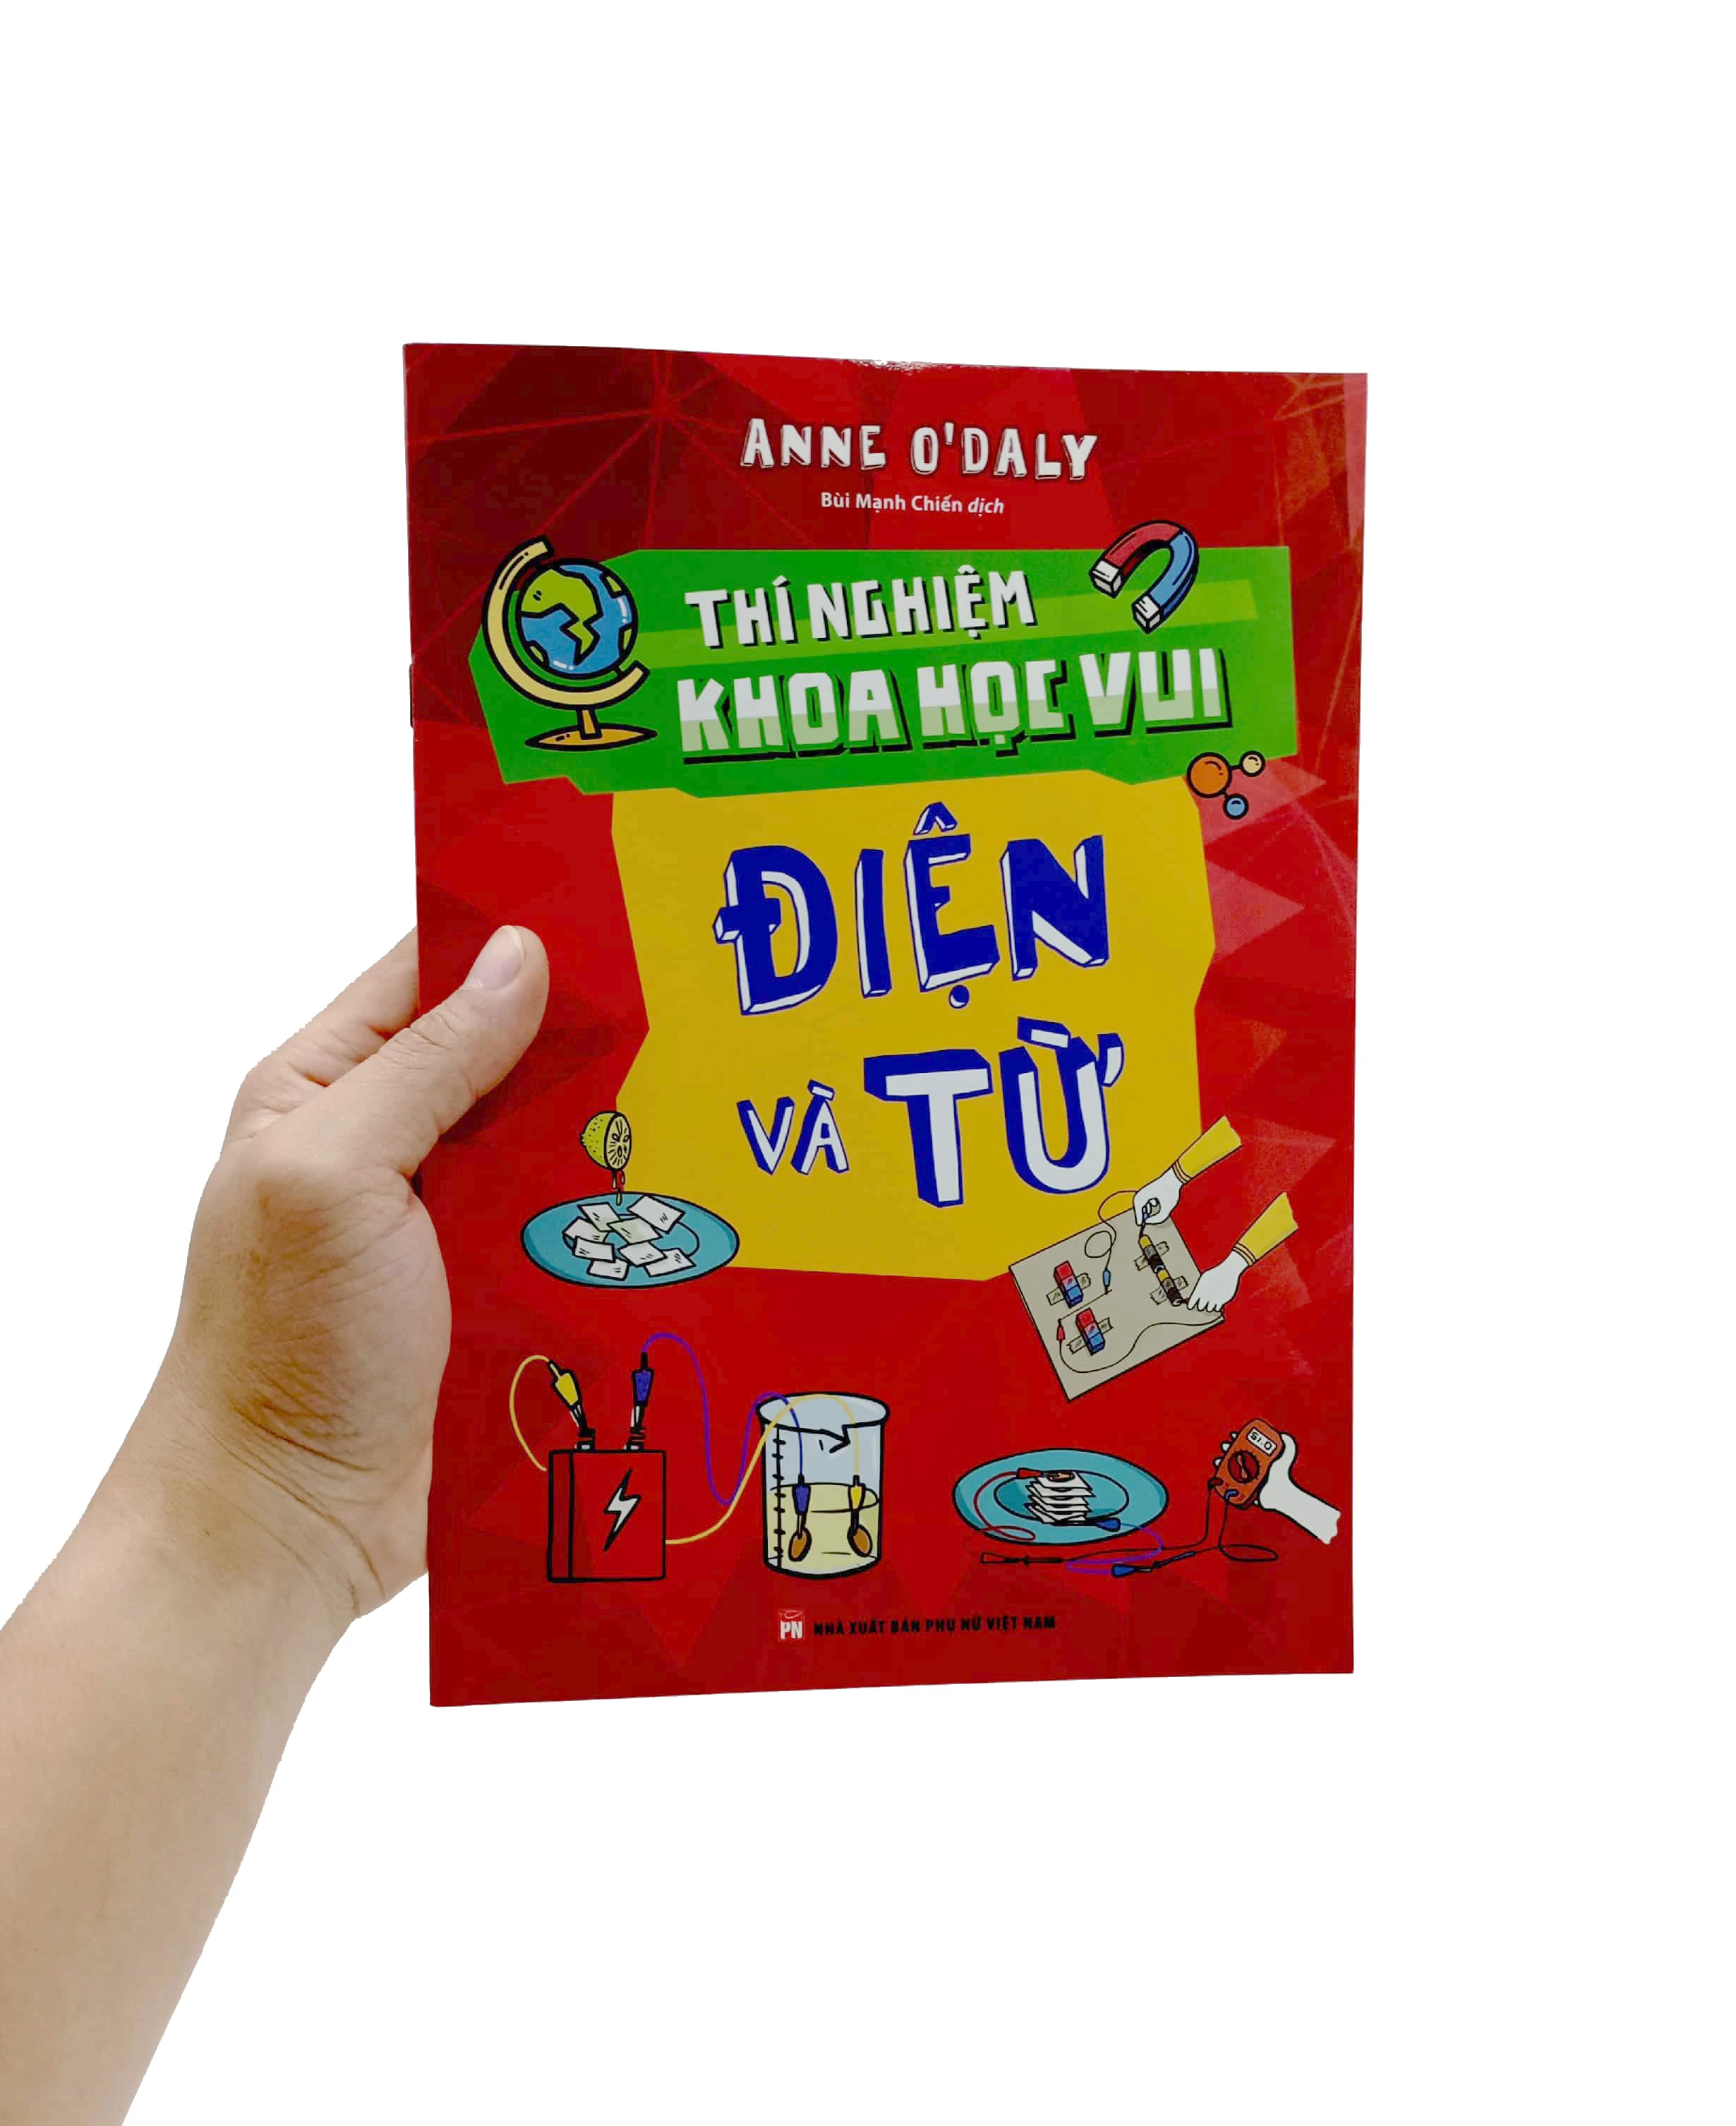 ANNE O'DALY
Bùi Mạnh Chiến dịch
THÍ NGHIỆM
KHOA HỌC VUI
ĐIỆN
VÀ TỪ
PN NHÀ XUẤT BẢN PHỤ NỮ VIỆT NAM